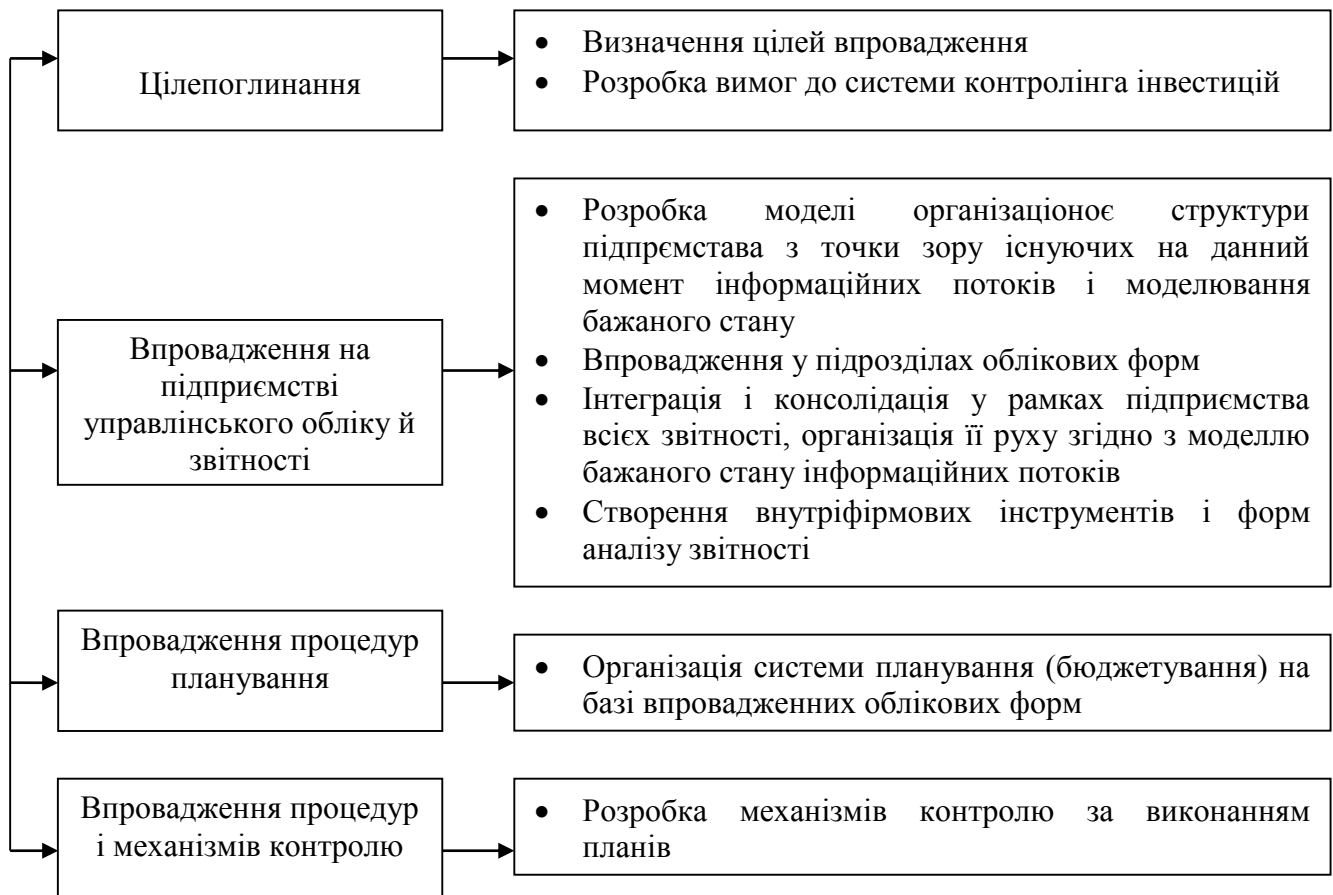 Цілепоглинання
• Визначення цілей впровадження
• Розробка вимог до системи контролінга інвестицій
Впровадження на
підприємстві
управлінського обліку й
звітності
• Розробка моделі організаціоноє структури
підпрємстава з точки зору існуючих на данний
момент інформаційних потоків і моделювання
бажаного стану
• Впровадження у підрозділах облікових форм
• Інтеграція і консолідація у рамках підприємства
всієх звітності, організація її руху згідно з моделлю
бажаного стану інформаційних потоків
• Створення внутріфірмових інструментів і форм
аналізу звітності
Впровадження процедур
планування
• Організація системи планування (бюджетування) на
базі впровадженних облікових форм
Впровадження процедур
і механізмів контролю
• Розробка механізмів контролю за виконанням
планів